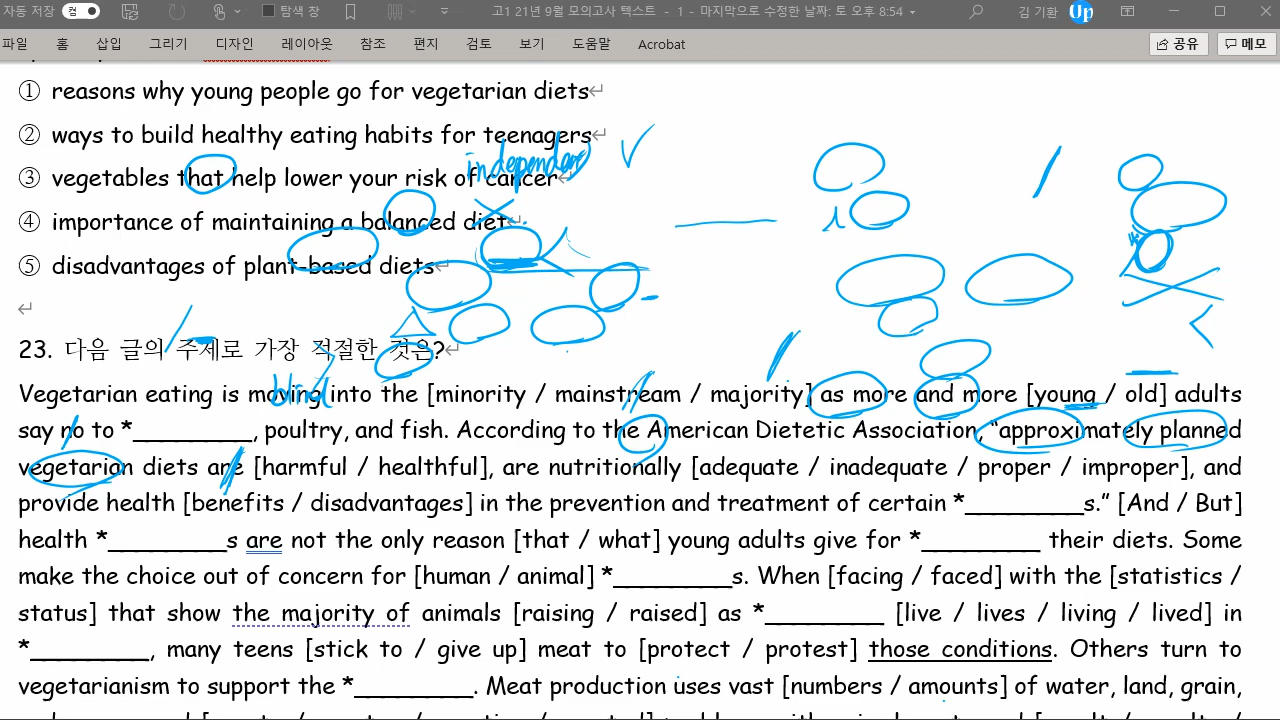 자동 저장 컴 탐색 창 고1 21년 9월 모의고사 텍스트 - 1 - 마지막으로 수정한 날짜: 토 오후 8:54 김 기환 Up
파일 홈 삽입 그리기 디자인 레이아웃 참조 편지 검토 보기 도움말 Acrobat 공유 메모
① reasons why young people go for vegetarian diets
② ways to build healthy eating habits for teenagers
independent
③ vegetables that help lower your risk of cancer
④ importance of maintaining a balanced diet
⑤ disadvantages of plant-based diets
23. 다음 글의 주제로 가장 적절한 것은?
blind
Vegetarian eating is moving into the [minority / mainstream / majority] as more and more [young / old] adults
say no to *_________, poultry, and fish. According to the American Dietetic Association, “approximately planned
vegetarian diets are [harmful / healthful], are nutritionally [adequate / inadequate / proper / improper], and
provide health [benefits / disadvantages] in the prevention and treatment of certain *_________s.” [And / But]
health *_________s are not the only reason [that / what] young adults give for *_________ their diets. Some
make the choice out of concern for [human / animal] *_________s. When [facing / faced] with the [statistics /
status] that show the majority of animals [raising / raised] as *_________ [live / lives / living / lived] in
*_________, many teens [stick to / give up] meat to [protect / protest] those conditions. Others turn to
vegetarianism to support the *_________. Meat production uses vast [numbers / amounts] of water, land, grain,